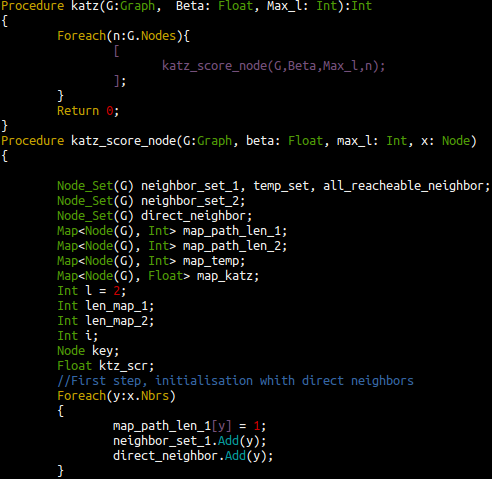 Procedure katz(G:Graph,  Beta: Float, Max_l: Int):Int
{
Foreach(n:G.Nodes){
[
katz_score_node(G,Beta,Max_l,n);
];
}
Return 0;
}
Procedure katz_score_node(G:Graph, beta: Float, max_l: Int, x: Node)
{
Node_Set(G) neighbor_set_1, temp_set, all_reacheable_neighbor;
Node_Set(G) neighbor_set_2;
Node_Set(G) direct_neighbor;
Map<Node(G), Int> map_path_len_1;
Map<Node(G), Int> map_path_len_2;
Map<Node(G), Int> map_temp;
Map<Node(G), Float> map_katz;
Int l = 2;
Int len_map_1;
Int len_map_2;
Int i;
Node key;
Float ktz_scr;
//First step, initialisation whith direct neighbors
Foreach(y:x.Nbrs)
{
map_path_len_1[y] = 1;
neighbor_set_1.Add(y);
direct_neighbor.Add(y);
}